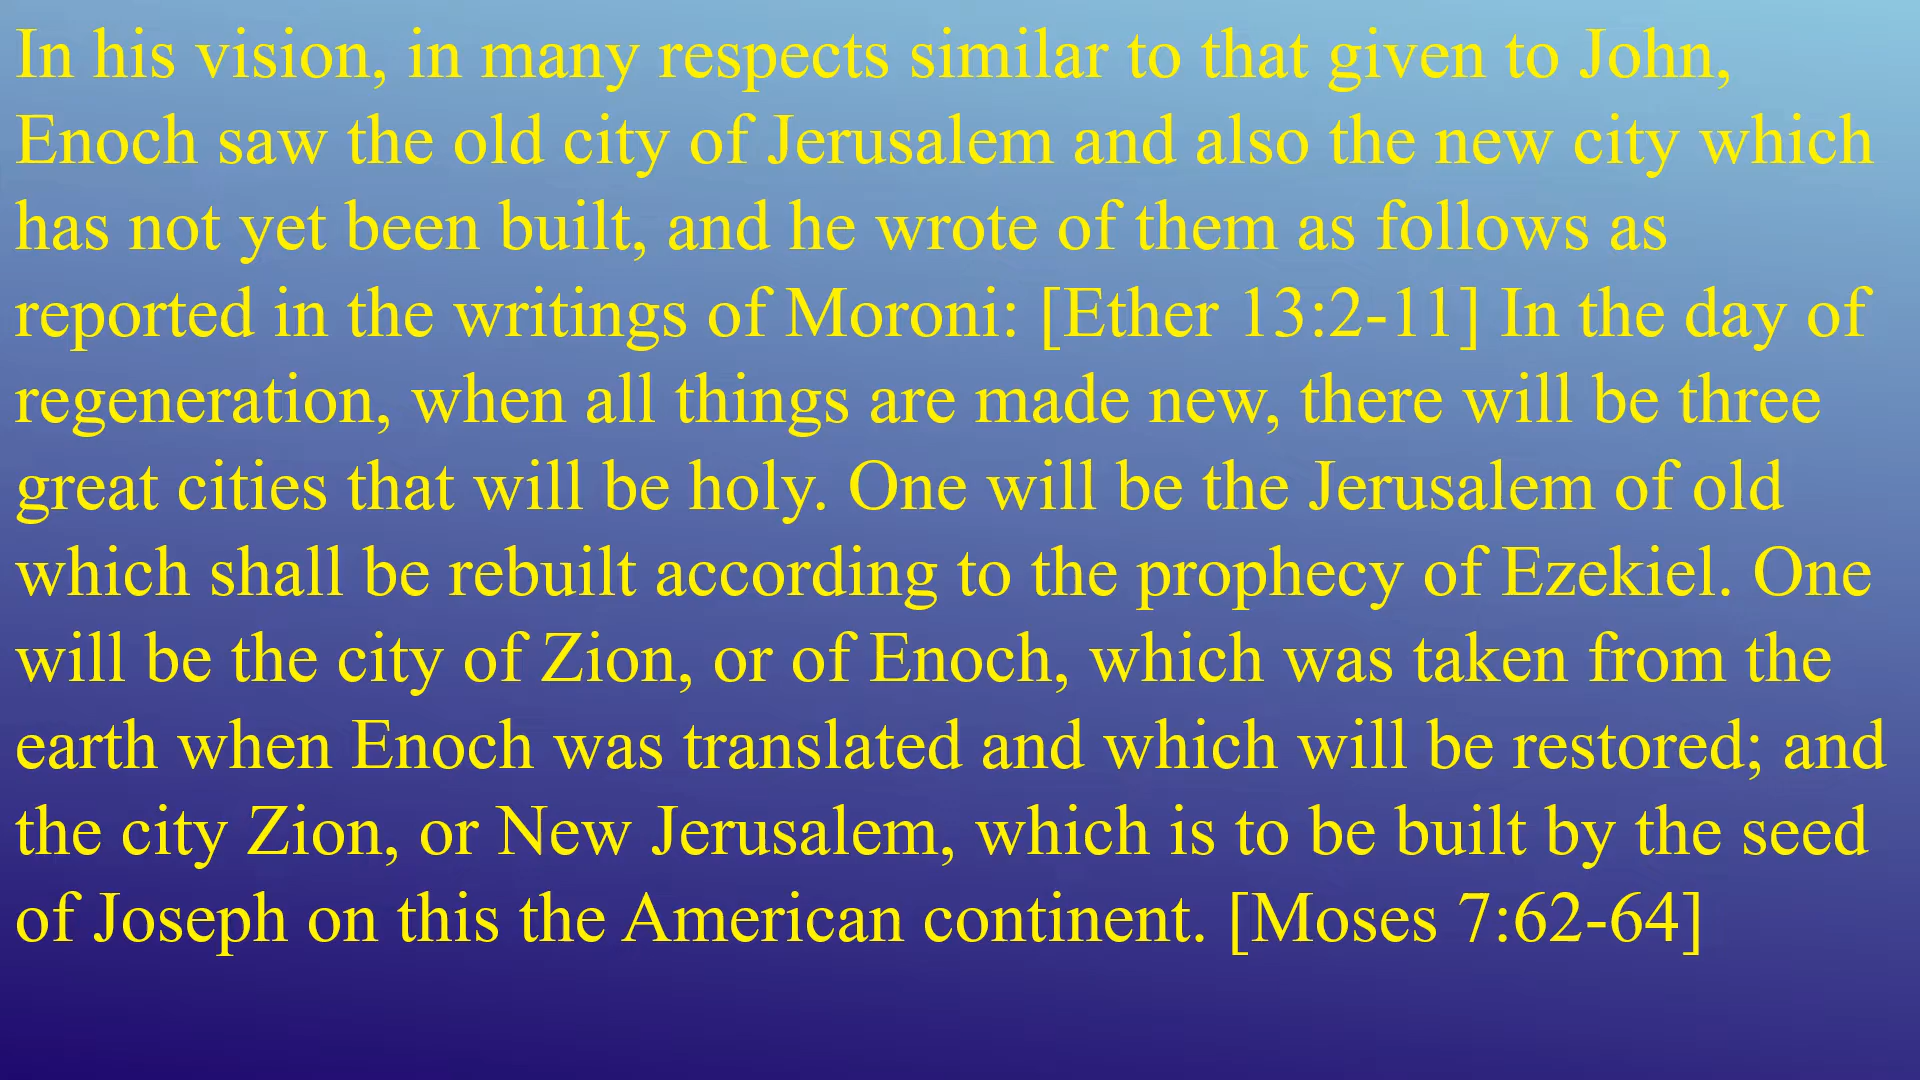 In his vision, in many respects similar to that given to John,
Enoch saw the old city of Jerusalem and also the new city which
has not yet been built, and he wrote of them as follows as
reported in the writings of Moroni: [Ether 13:2-11] In the day of
regeneration, when all things are made new, there will be three
great cities that will be holy. One will be the Jerusalem of old
which shall be rebuilt according to the prophecy of Ezekiel. One
will be the city of Zion, or of Enoch, which was taken from the
earth when Enoch was translated and which will be restored; and
the city Zion, or New Jerusalem, which is to be built by the seed
of Joseph on this the American continent. [Moses 7:62-64]